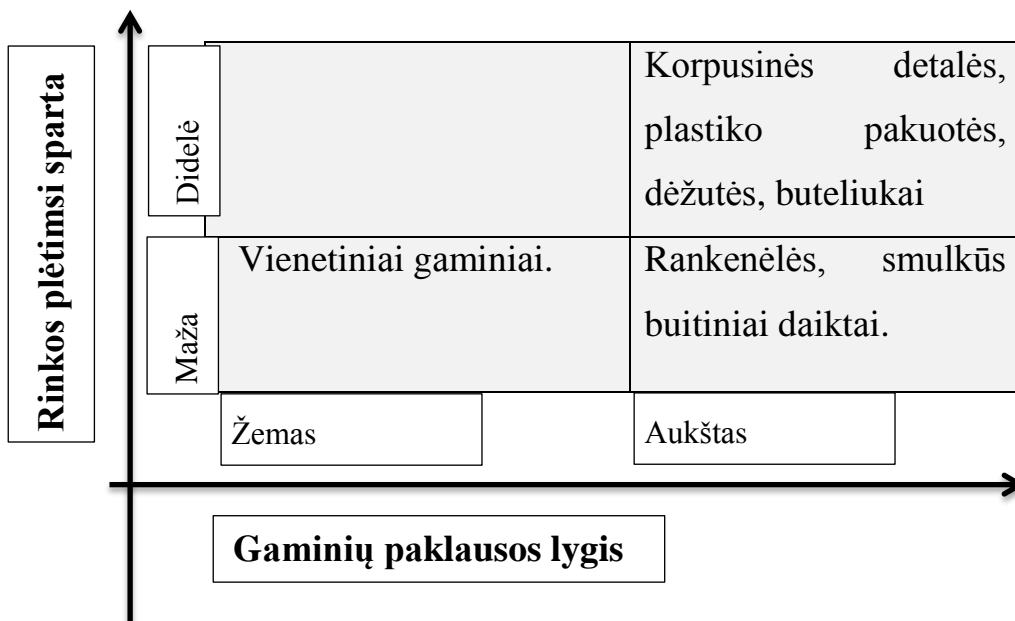 Rinkos plėtimsi sparta
Didelė
Korpusinės detalės,
plastiko pakuotės,
dėžutės, buteliukai
Maža
Vienetiniai gaminiai.
Rankenėlės, smulkūs
buitiniai daiktai.
Žemas
Aukštas
Gaminių paklausos lygis